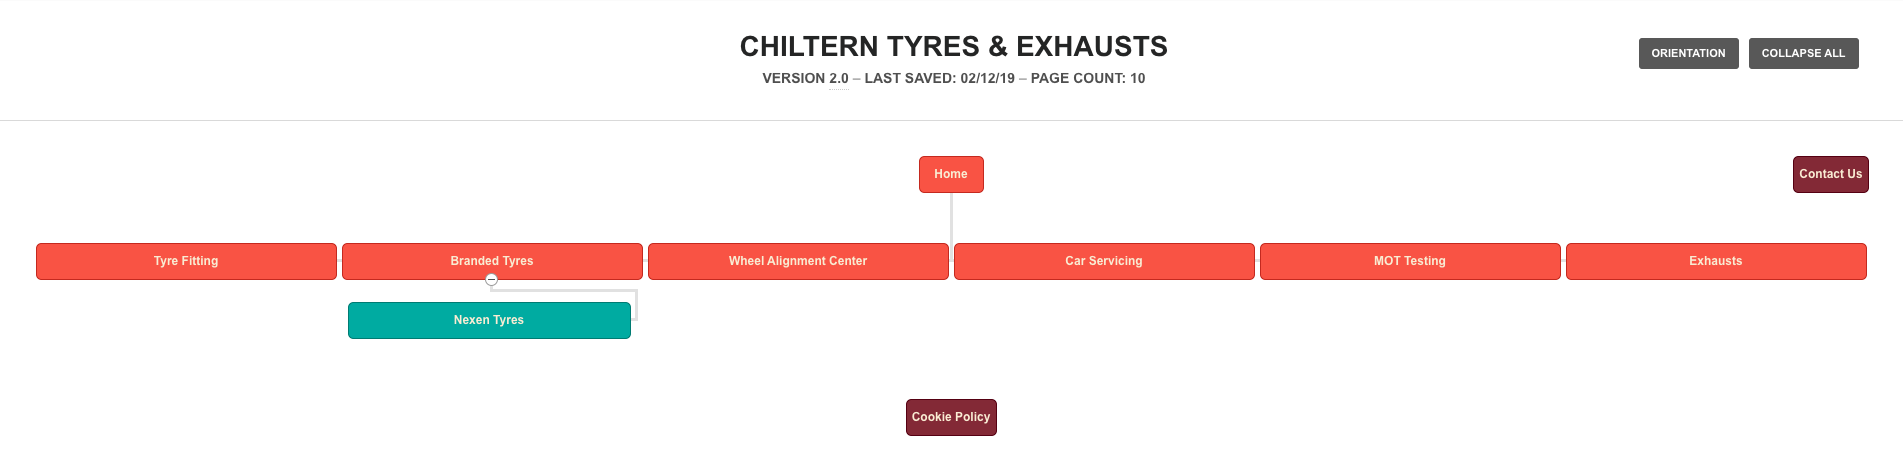 CHILTERN TYRES & EXHAUSTS
VERSION 2.0 – LAST SAVED: 02/12/19 – PAGE COUNT: 10
ORIENTATION
COLLAPSE ALL
Home
Contact Us
Tyre Fitting
Branded Tyres
Wheel Alignment Center
Car Servicing
MOT Testing
Exhausts
Nexen Tyres
Cookie Policy